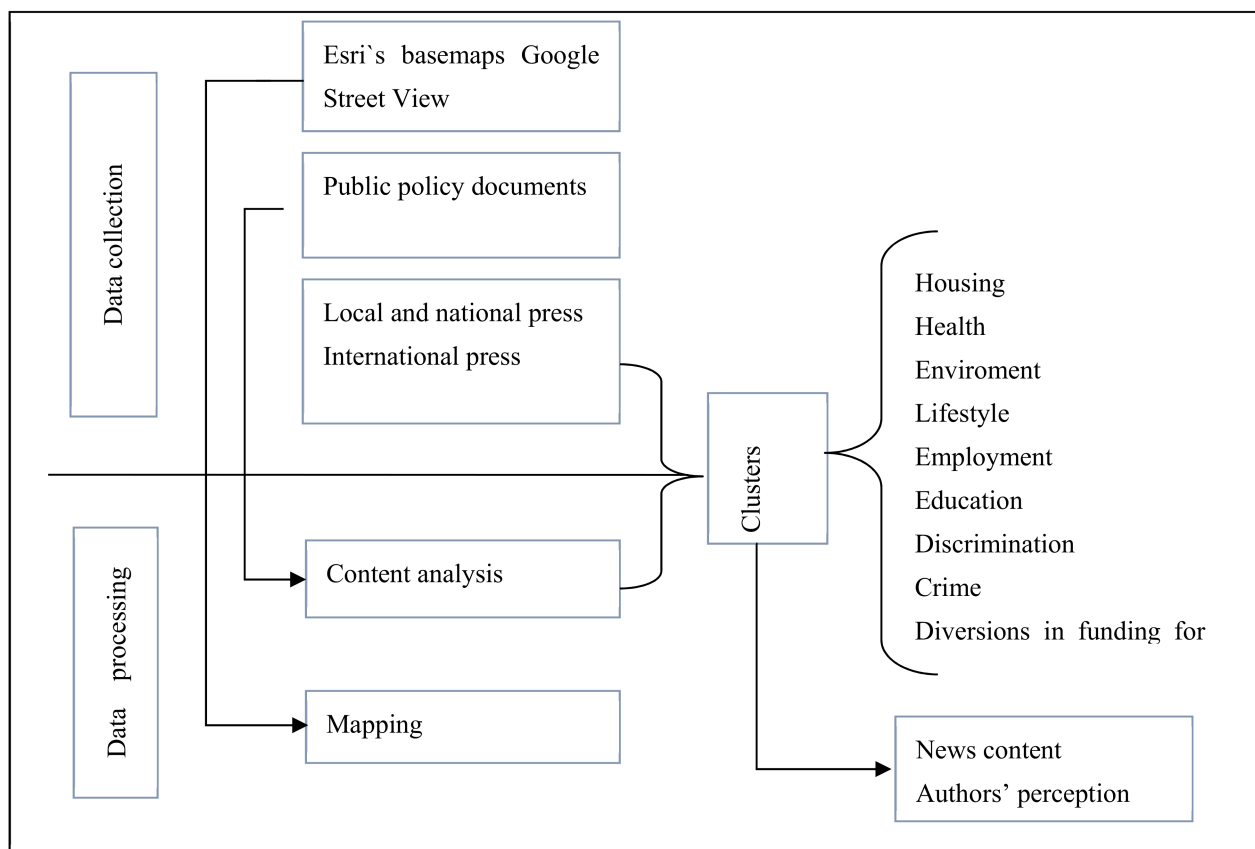 Data collection
Esri`s basemaps Google
Street View
Public policy documents
Local and national press
International press
Clusters
Housing
Health
Enviroment
Lifestyle
Employment
Education
Discrimination
Crime
Diversions in funding for
Data processing
Content analysis
Mapping
News content
Authors’ perception